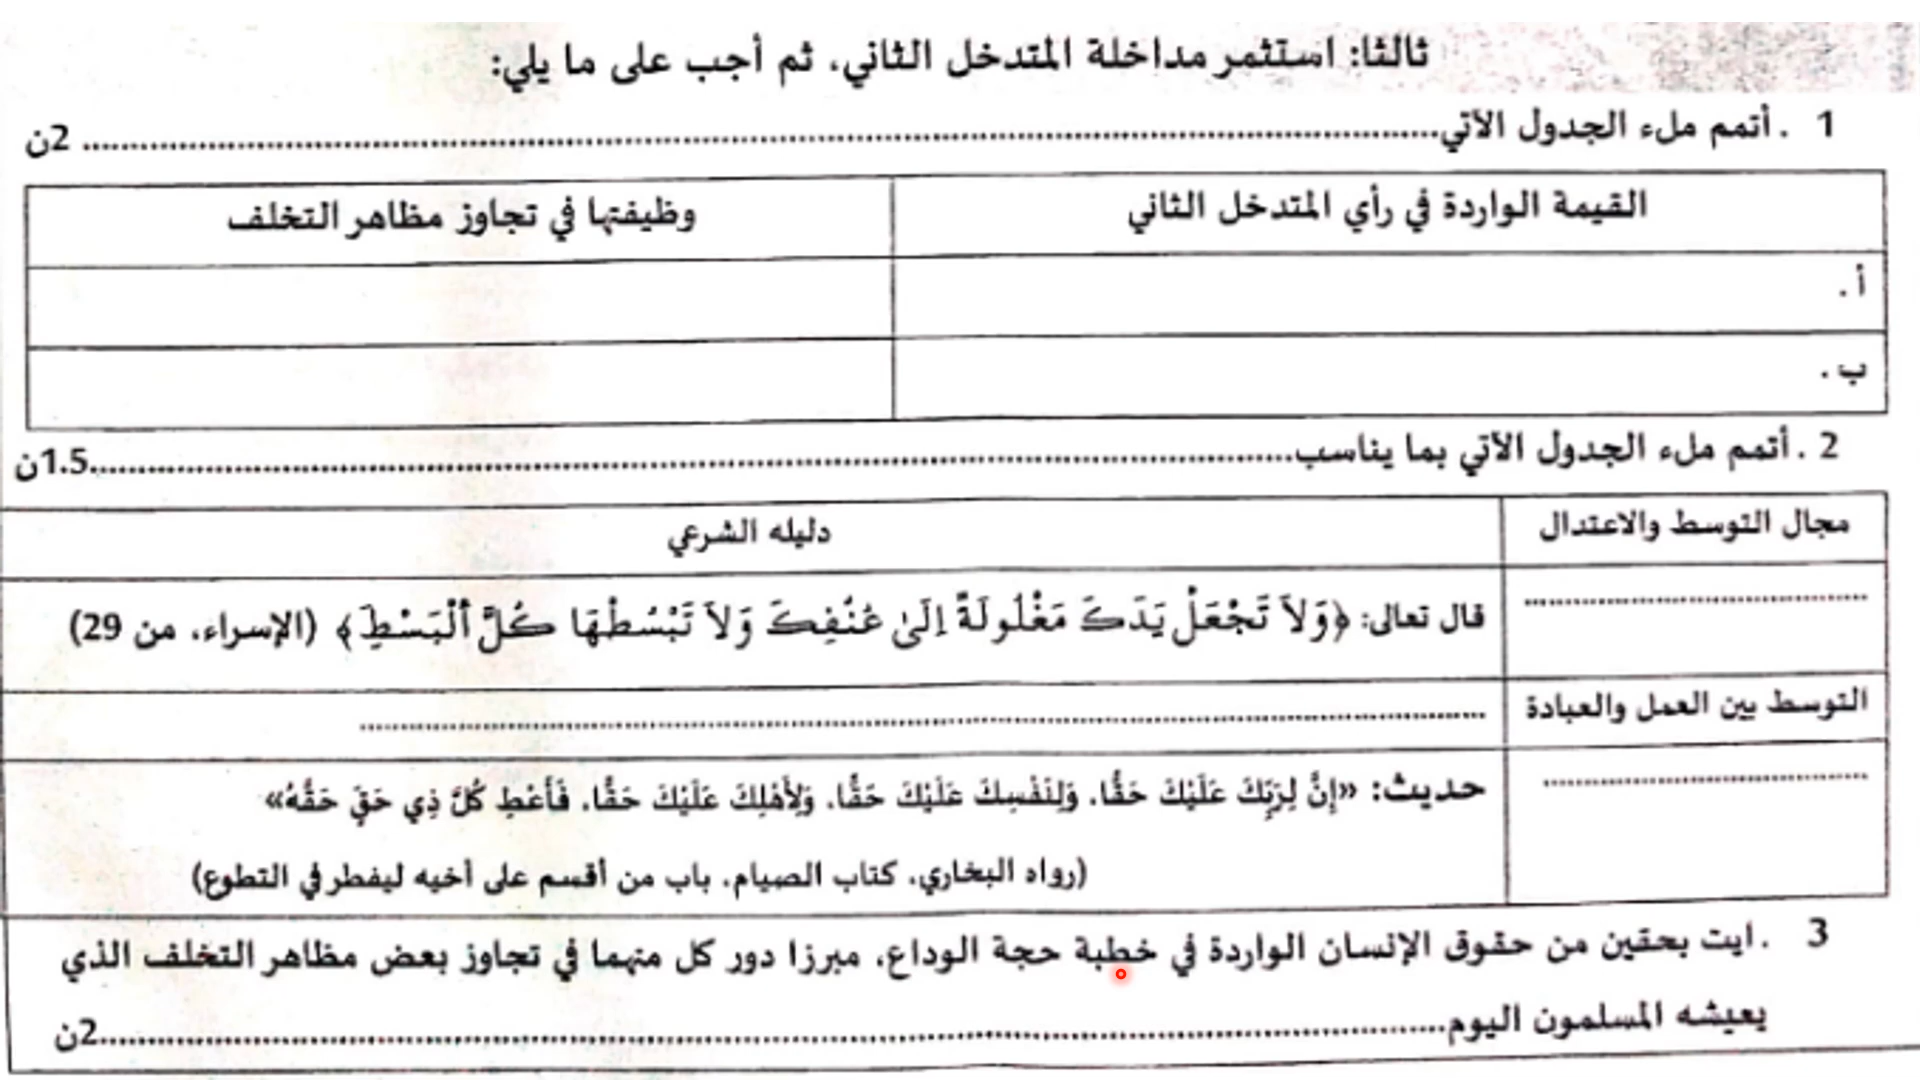 ثالثا: استثمر مداخلة المتدخل الثاني، ثم أجب على ما يلي:
1 . أتمم ملء الجدول الآتي........................................2ن
القيمة الواردة في رأي المتدخل الثاني	وظيفتها في تجاوز مظاهر التخلف
أ .
ب .
2 . أتمم ملء الجدول الآتي بما يناسب........................................1.5ن
مجال التوسط والاعتدال	دليله الشرعي
........................................	قال تعالى: ﴿وَلَا تَجْعَلْ يَدَكَ مَغْلُولَةً إِلَىٰ عُنُقِكَ وَلَا تَبْسُطْهَا كُلَّ اَ۬لْبَسْطِ﴾ (الإسراء، من 29)
التوسط بين العمل والعبادة	........................................
........................................	حديث: «إِنَّ لِرَبِّكَ عَلَيْكَ حَقًّا، وَلِنَفْسِكَ عَلَيْكَ حَقًّا، وَلِأَهْلِكَ عَلَيْكَ حَقًّا، فَأَعْطِ كُلَّ ذِي حَقٍّ حَقَّهُ»
(رواه البخاري، كتاب الصيام، باب من أقسم على أخيه ليفطر في التطوع)
3 . ايت بحقين من حقوق الإنسان الواردة في خطبة حجة الوداع، مبرزا دور كل منهما في تجاوز بعض مظاهر التخلف الذي
يعيشه المسلمون اليوم........................................2ن